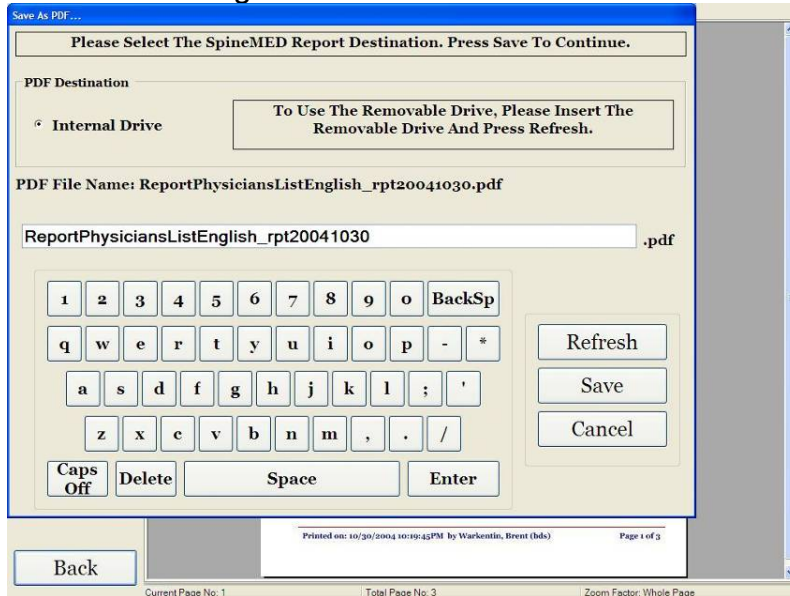 Save As PDF...
Please Select The SpineMED Report Destination. Press Save To Continue.
PDF Destination
Internal Drive
To Use The Removable Drive, Please Insert The
Removable Drive And Press Refresh.
PDF File Name: ReportPhysiciansListEnglish_rpt20041030.pdf
ReportPhysiciansListEnglish_rpt20041030 .pdf
1 2 3 4 5 6 7 8 9 0 BackSp
q w e r t y u i o p - *
a s d f g h j k l ; '
z x c v b n m , . /
Caps Off Delete Space Enter
Refresh
Save
Cancel
Printed on: 10/30/2004 10:19:45PM by Warkentin, Brent (bds) Page 1 of 3
Back
Current Page No: 1 Total Page No: 3 Zoom Factor: Whole Page